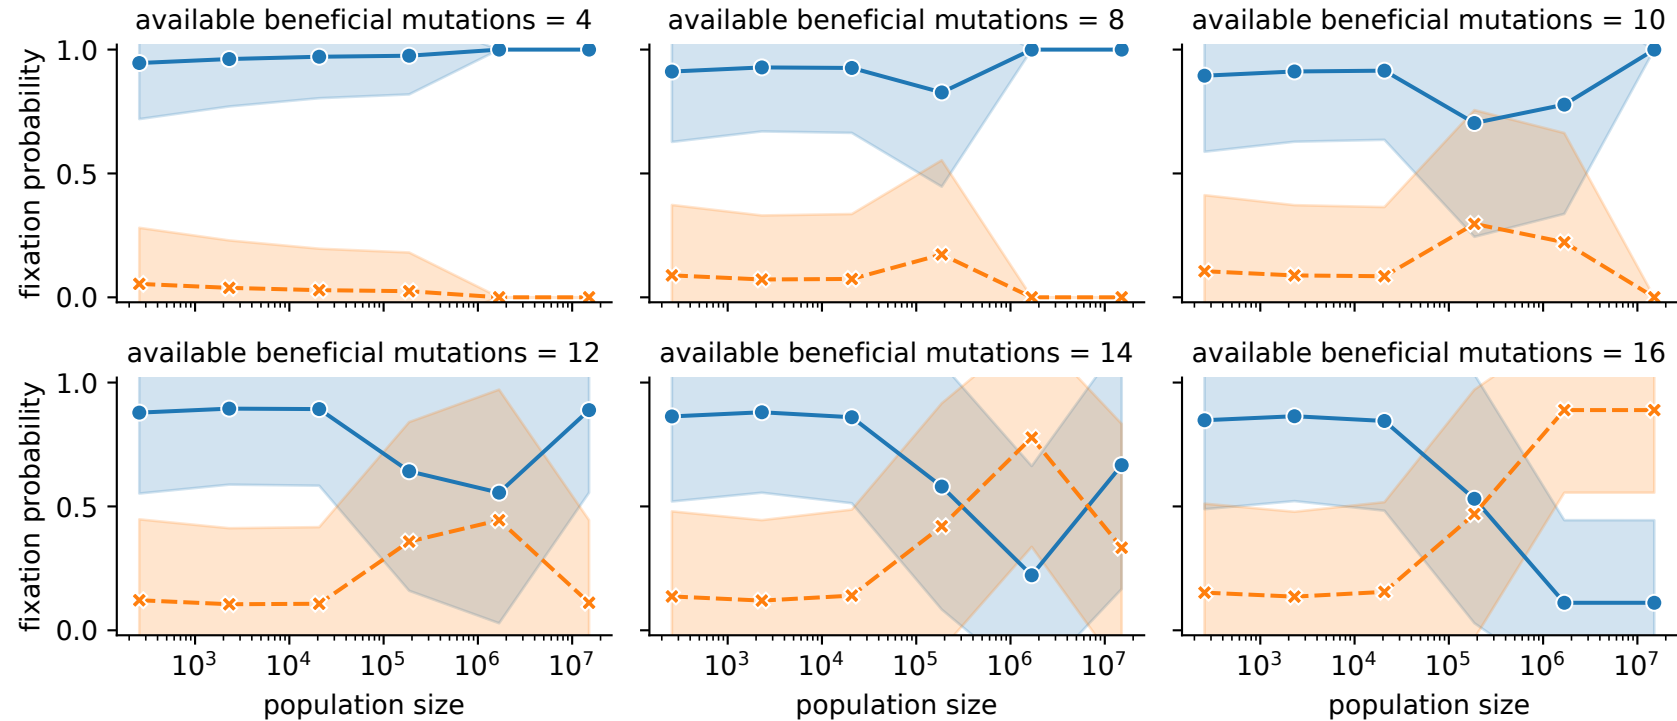 available beneficial mutations = 4
available beneficial mutations = 8
available beneficial mutations = 10
fixation probability
1.0
0.5
0.0
available beneficial mutations = 12
available beneficial mutations = 14
available beneficial mutations = 16
fixation probability
1.0
0.5
0.0
10³ 10⁴ 10⁵ 10⁶ 10⁷
10³ 10⁴ 10⁵ 10⁶ 10⁷
10³ 10⁴ 10⁵ 10⁶ 10⁷
population size
population size
population size